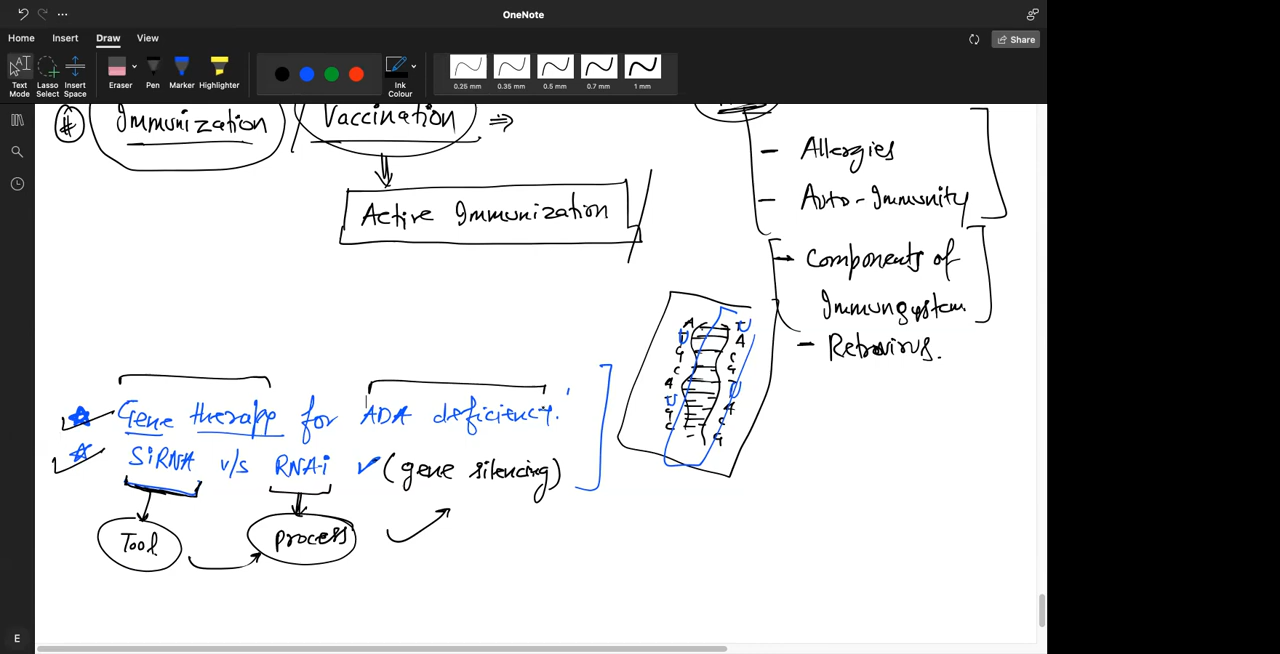 OneNote
Home Insert Draw View
Share
Text Mode
Lasso Select
Insert Space
Eraser
Pen
Marker
Highlighter
Ink Colour
0.25 mm
0.35 mm
0.5 mm
0.7 mm
1 mm
# Immunization / Vaccination ⇒
Active Immunization
- Allergies
- Auto-Immunity
- Components of
Immunsystem.
- Retrovirus.
Gene therapy for ADA deficiency.
SiRNA v/s RNA-i ✓ (gene silencing)
Tool
Process
A U
U A
G C
C G
A U
U A
G C
C G
E